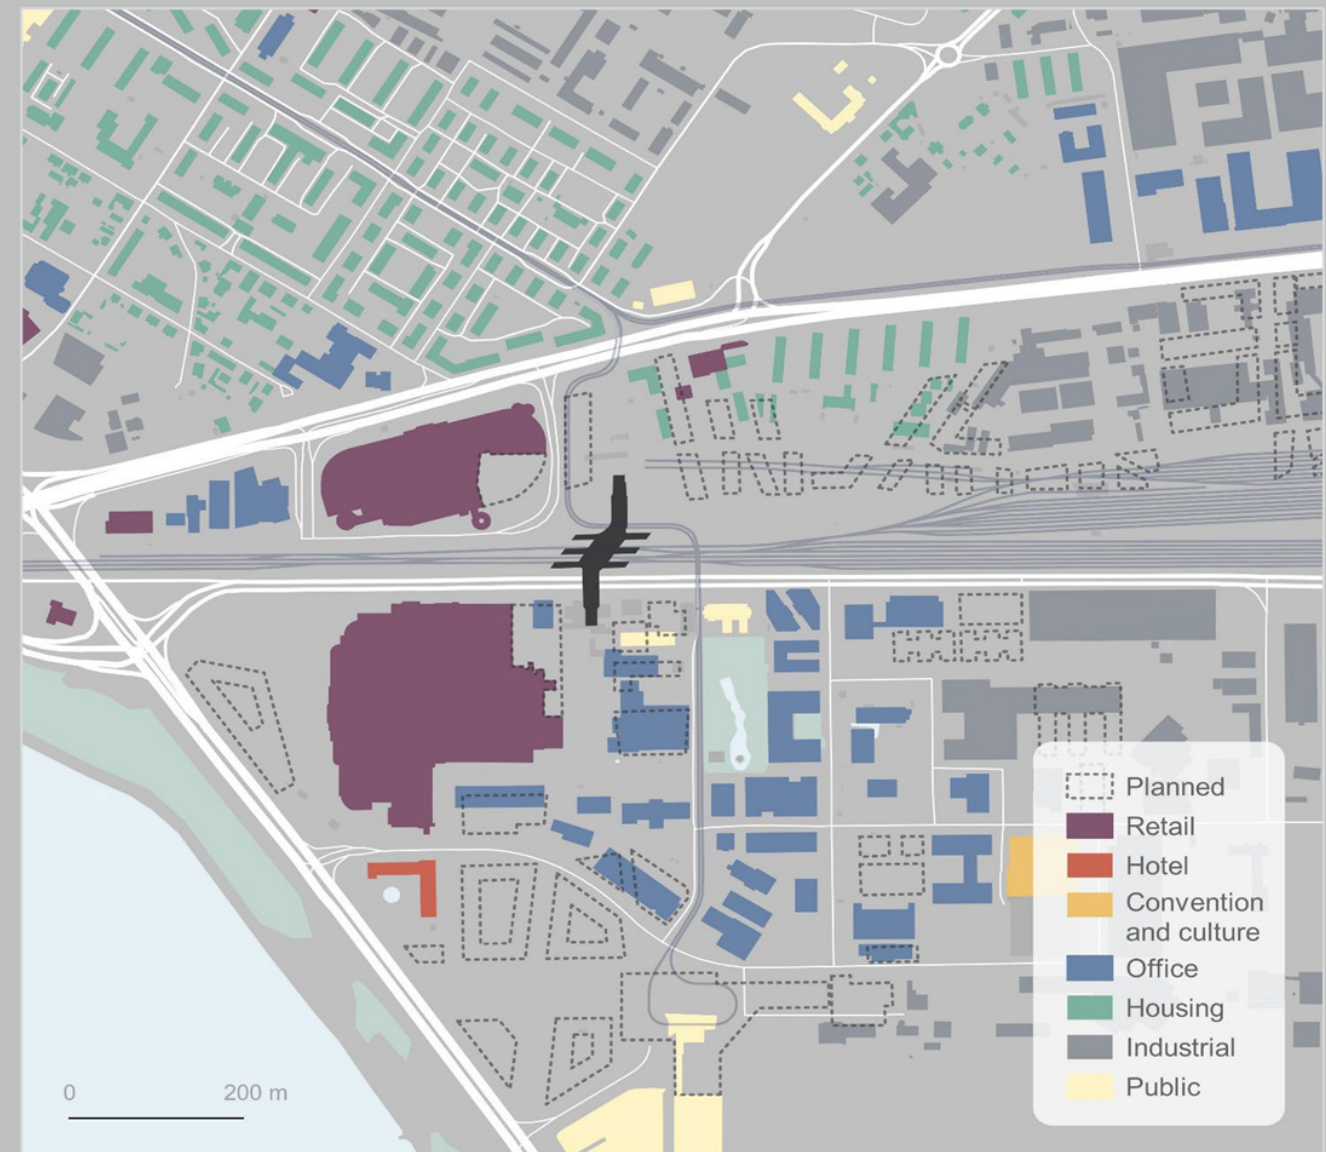 Planned
Retail
Hotel
Convention
and culture
Office
Housing
Industrial
Public
0 200 m